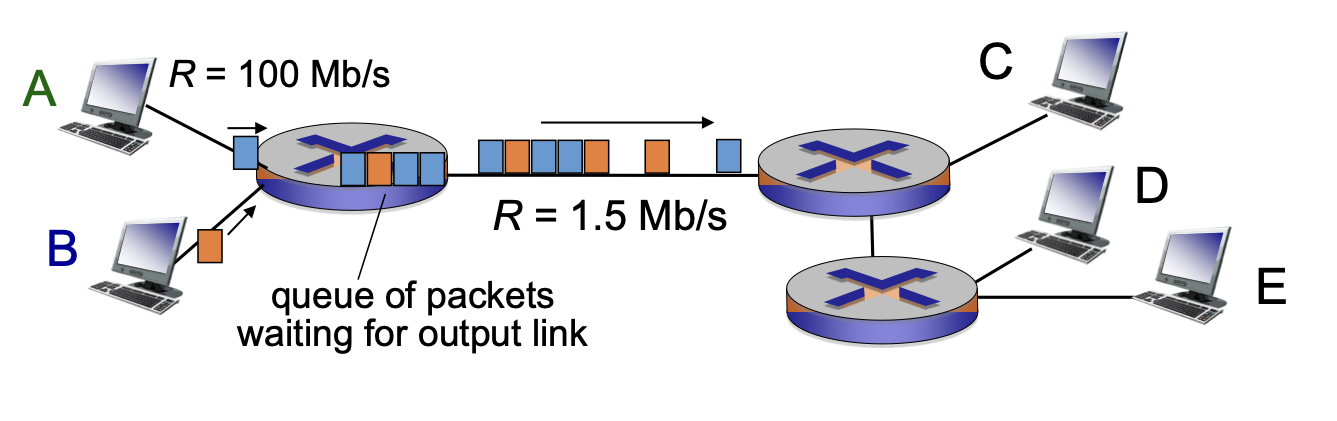 A
R = 100 Mb/s
C
D
B
R = 1.5 Mb/s
E
queue of packets
waiting for output link